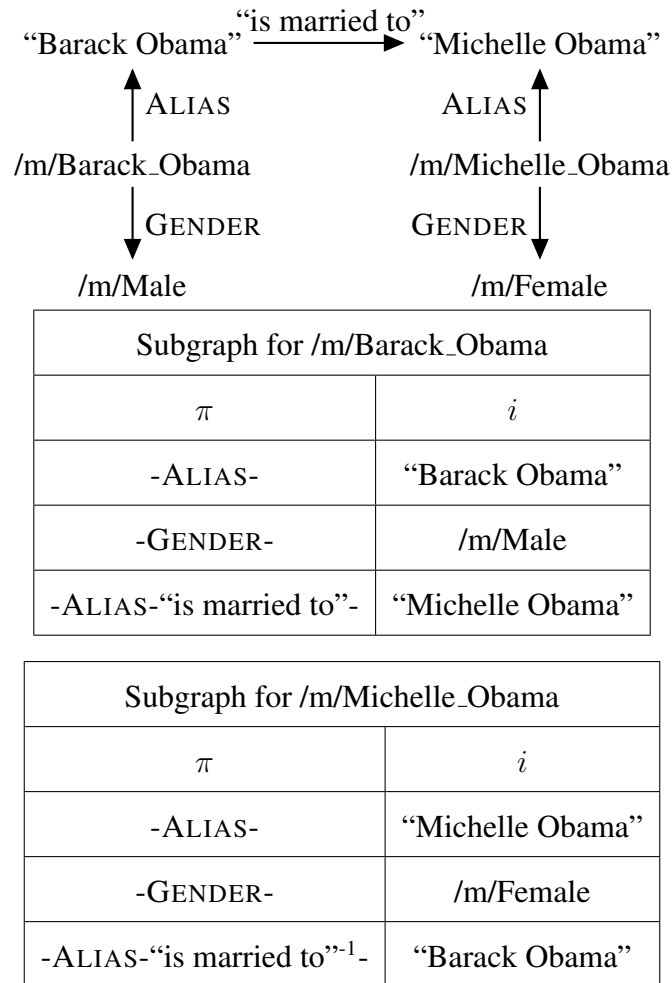 “is married to”
“Barack Obama” “Michelle Obama”
ALIAS ALIAS
/m/Barack_Obama /m/Michelle_Obama
GENDER GENDER
/m/Male /m/Female
Subgraph for /m/Barack_Obama
π i
-ALIAS- “Barack Obama”
-GENDER- /m/Male
-ALIAS-“is married to”- “Michelle Obama”
Subgraph for /m/Michelle_Obama
π i
-ALIAS- “Michelle Obama”
-GENDER- /m/Female
-ALIAS-“is married to”⁻¹- “Barack Obama”